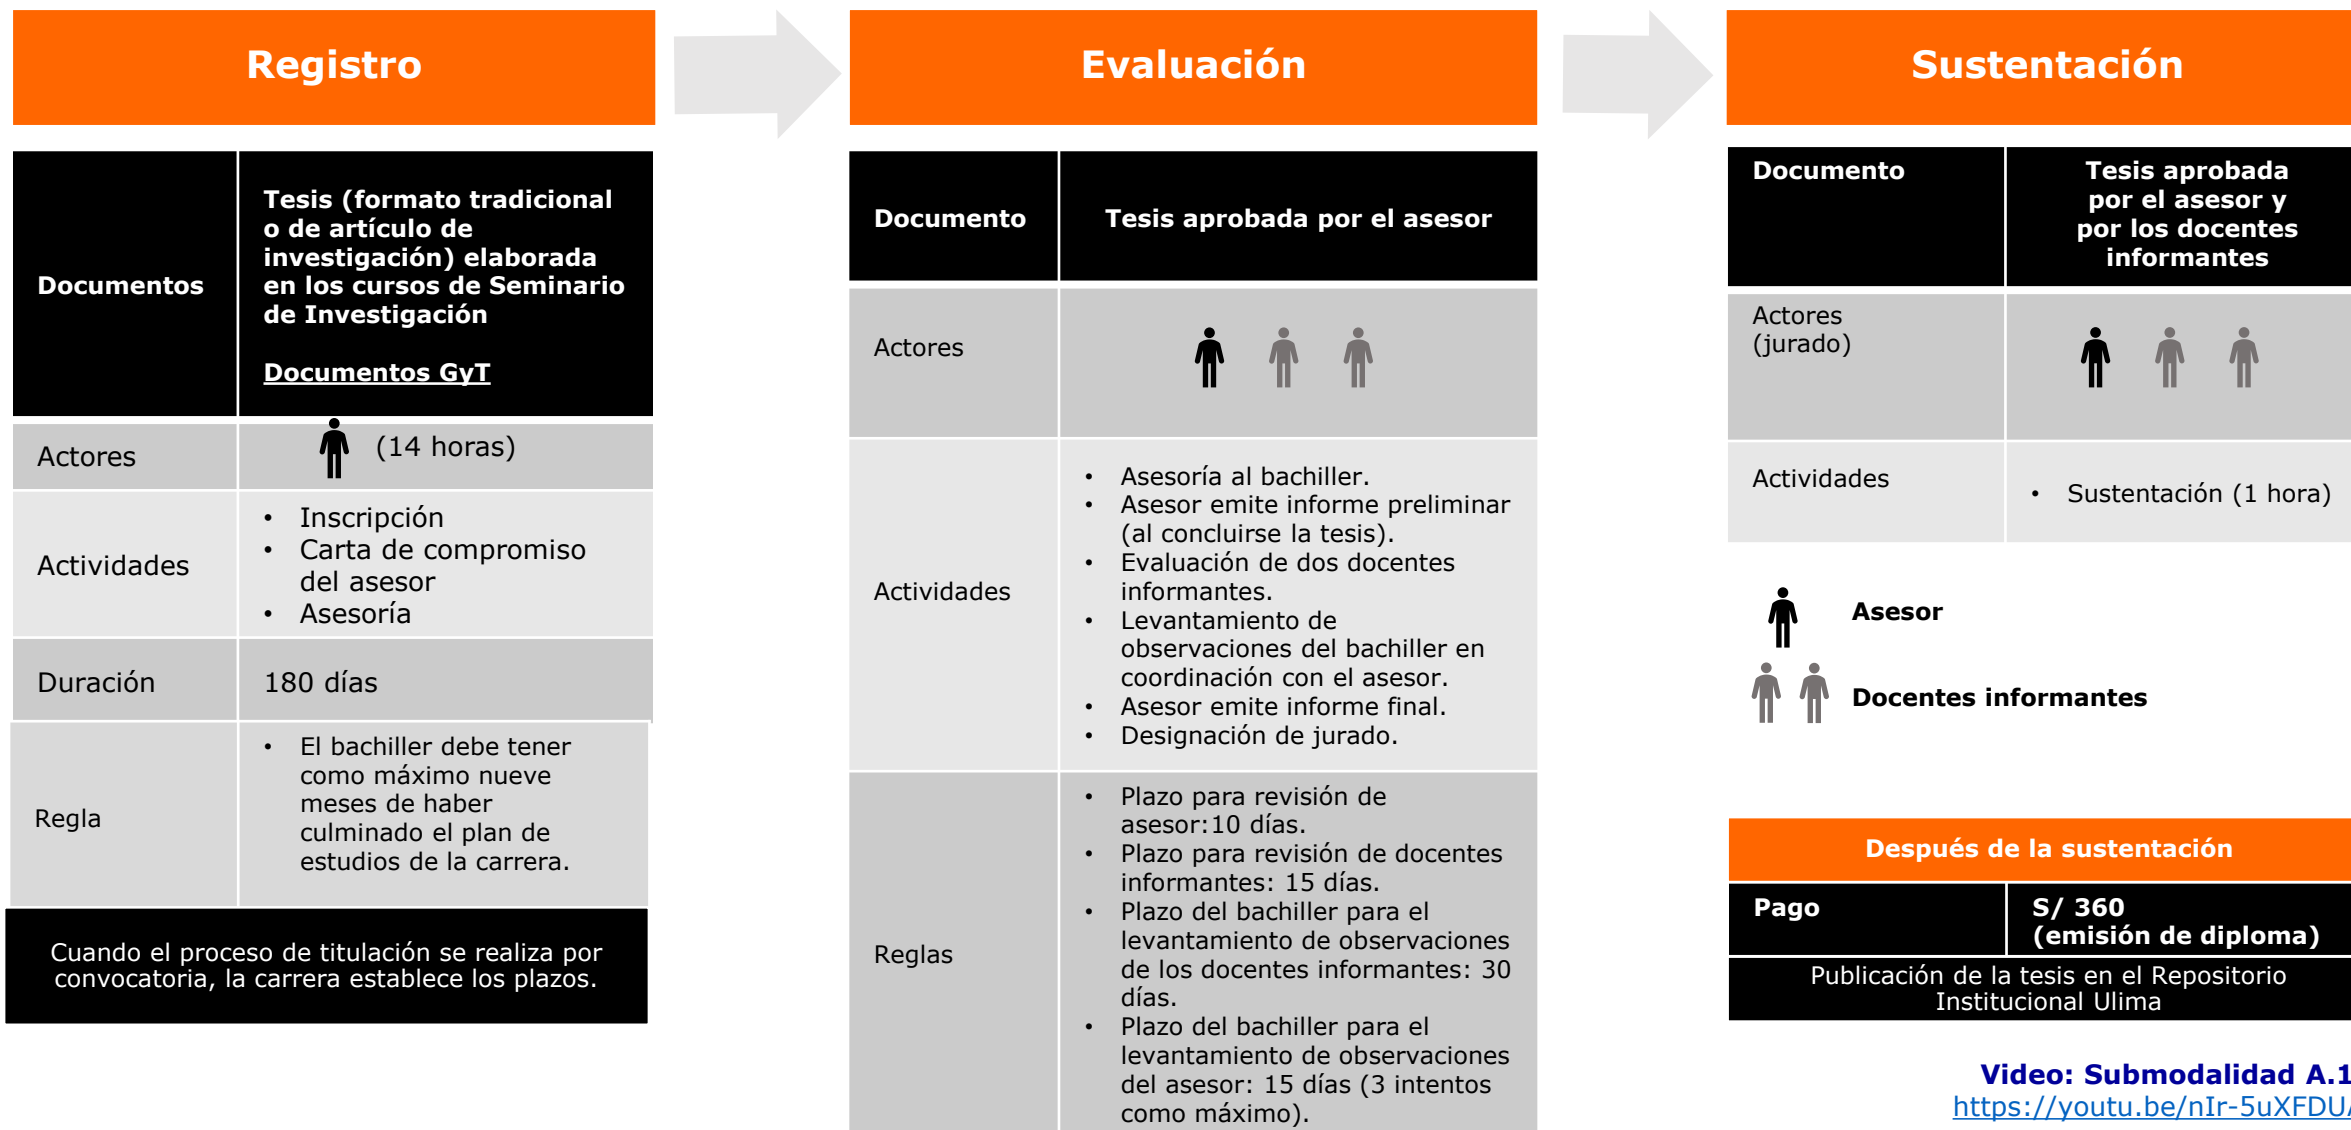 Registro
Documentos
Tesis (formato tradicional
o de artículo de
investigación) elaborada
en los cursos de Seminario
de Investigación
Documentos GyT
Actores
(14 horas)
Actividades
• Inscripción
• Carta de compromiso
del asesor
• Asesoría
Duración
180 días
Regla
• El bachiller debe tener
como máximo nueve
meses de haber
culminado el plan de
estudios de la carrera.
Cuando el proceso de titulación se realiza por
convocatoria, la carrera establece los plazos.
Evaluación
Documento
Tesis aprobada por el asesor
Actores
Actividades
• Asesoría al bachiller.
• Asesor emite informe preliminar
(al concluirse la tesis).
• Evaluación de dos docentes
informantes.
• Levantamiento de
observaciones del bachiller en
coordinación con el asesor.
• Asesor emite informe final.
• Designación de jurado.
Reglas
• Plazo para revisión de
asesor:10 días.
• Plazo para revisión de docentes
informantes: 15 días.
• Plazo del bachiller para el
levantamiento de observaciones
de los docentes informantes: 30
días.
• Plazo del bachiller para el
levantamiento de observaciones
del asesor: 15 días (3 intentos
como máximo).
Sustentación
Documento
Tesis aprobada
por el asesor y
por los docentes
informantes
Actores
(jurado)
Actividades
• Sustentación (1 hora)
Asesor
Docentes informantes
Después de la sustentación
Pago
S/ 360
(emisión de diploma)
Publicación de la tesis en el Repositorio
Institucional Ulima
Video: Submodalidad A.1
https://youtu.be/nIr-5uXFDUA